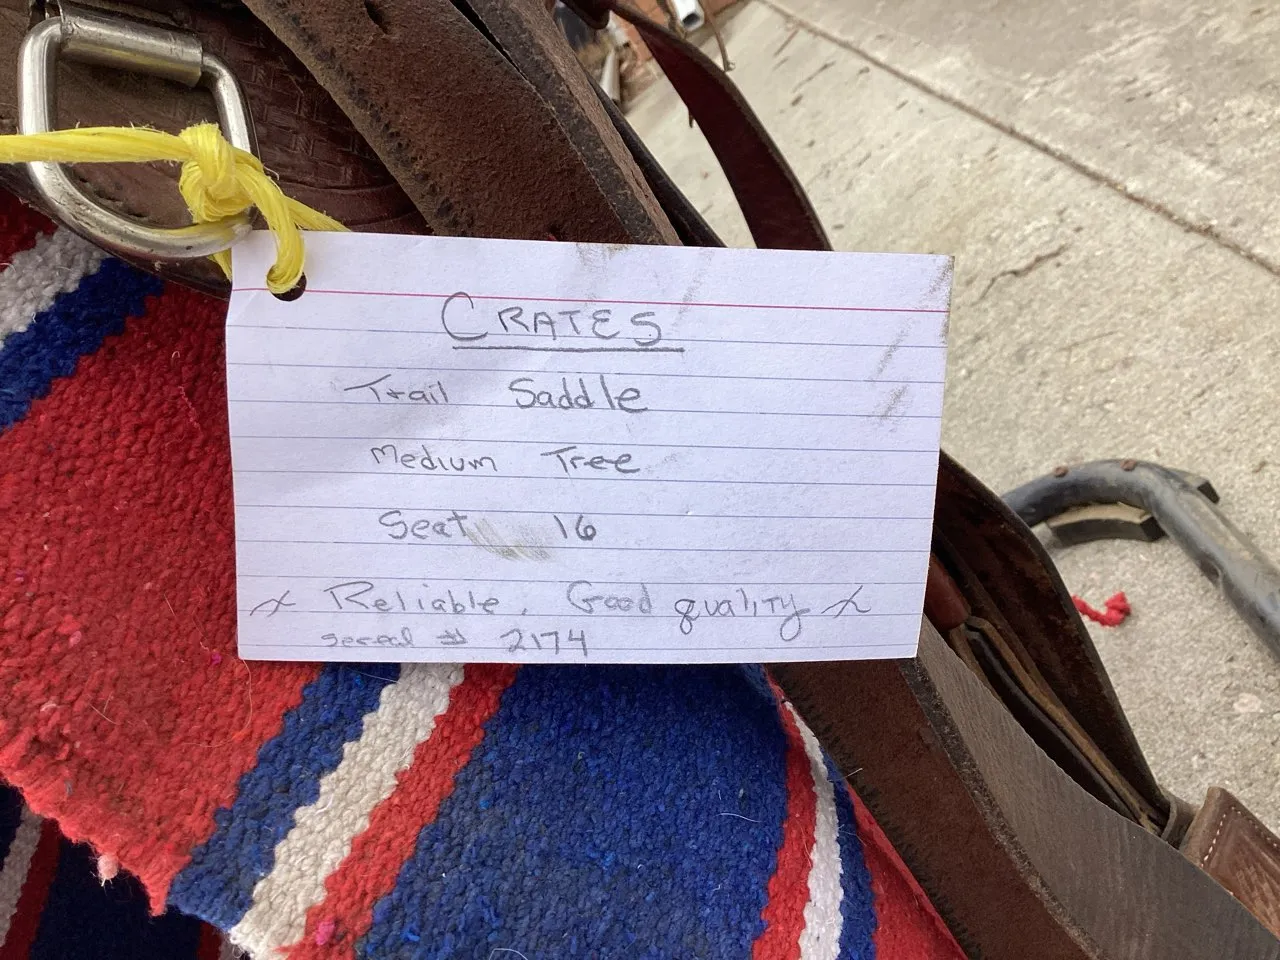 CRATES
Trail Saddle
Medium Tree
Seat 16
Reliable, Good quality
# 2174